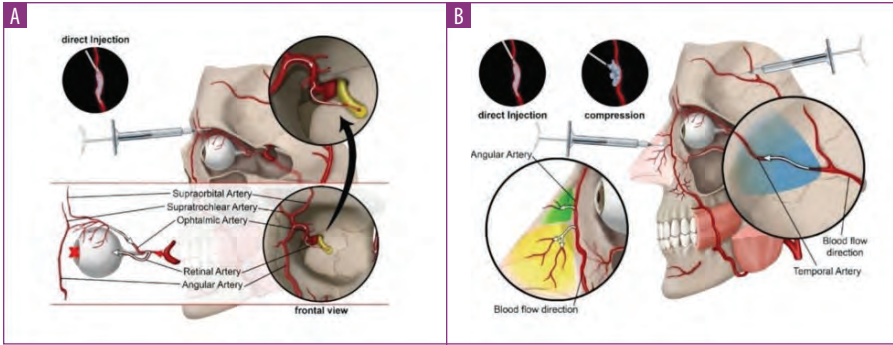 A
direct Injection
Supraorbital Artery
Supratrochlear Artery
Ophtalmic Artery
Retinal Artery
Angular Artery
frontal view
B
direct Injection
compression
Angular Artery
Blood flow direction
Blood flow
direction
Temporal Artery